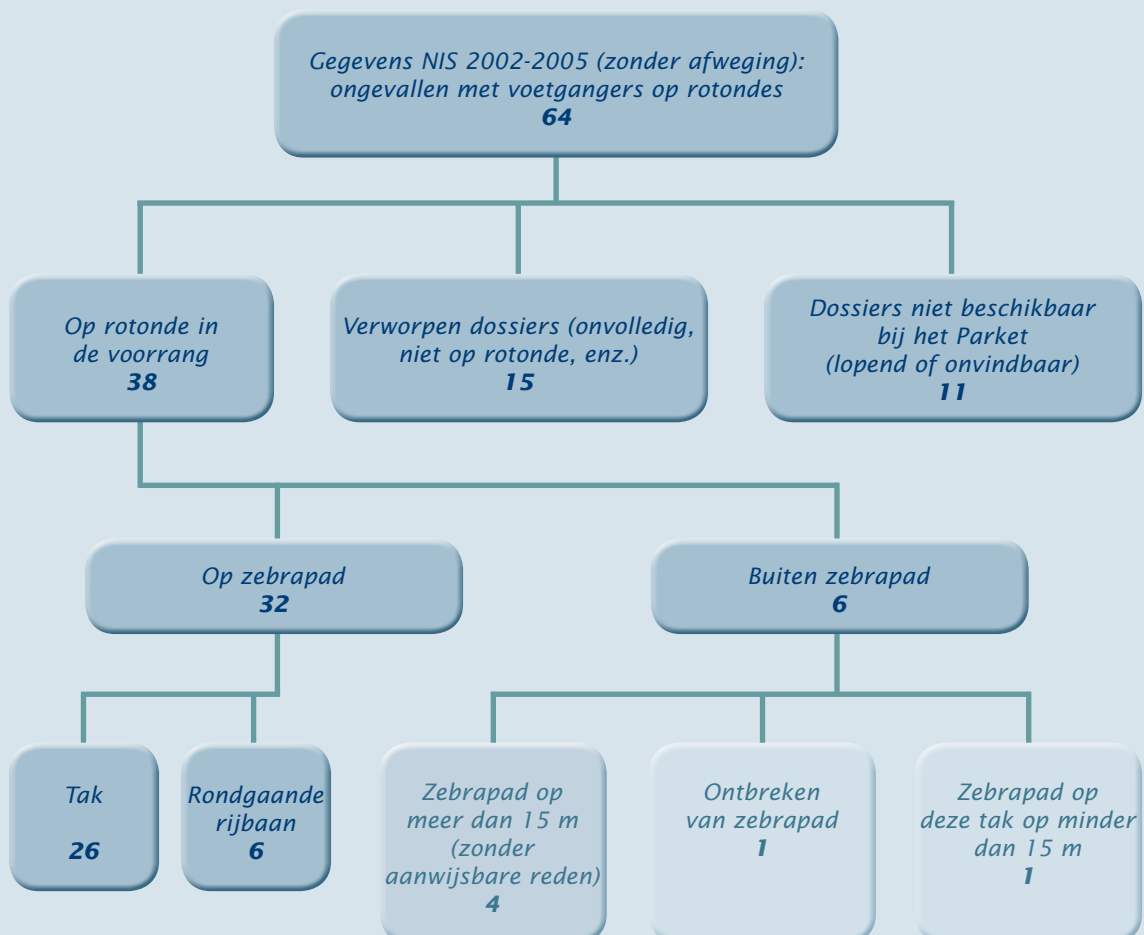 Gegevens NIS 2002-2005 (zonder afweging):
ongevallen met voetgangers op rotondes
64
Op rotonde in
de voorrang
38
Verworpen dossiers (onvolledig,
niet op rotonde, enz.)
15
Dossiers niet beschikbaar
bij het Parket
(lopend of onvindbaar)
11
Op zebrapad
32
Buiten zebrapad
6
Tak
26
Rondgaande
rijbaan
6
Zebrapad op
meer dan 15 m
(zonder
aanwijsbare reden)
4
Ontbreken
van zebrapad
1
Zebrapad op
deze tak op minder
dan 15 m
1